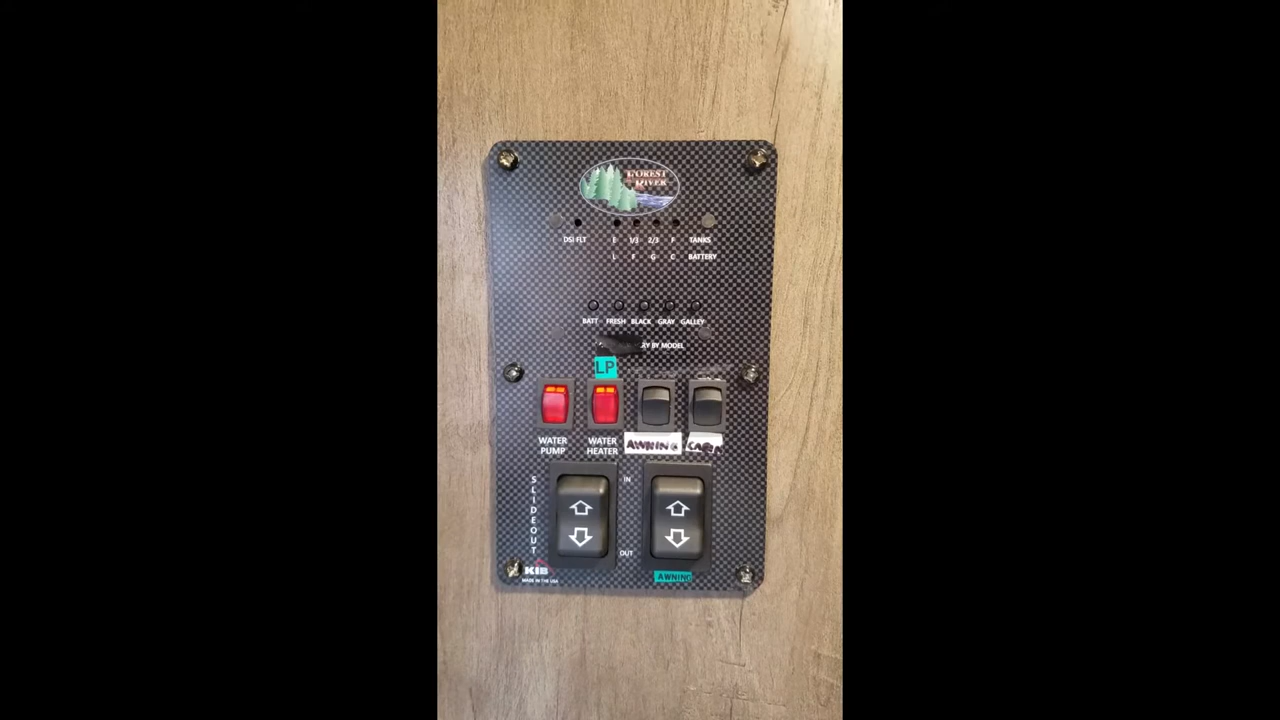 FOREST
RIVER
DSI FLT E 1/3 2/3 F TANKS
L F G C BATTERY
BATT FRESH BLACK GRAY GALLEY
BY MODEL
LP
WATER PUMP
WATER HEATER
AWNING
SLIDEOUT
IN
OUT
KIB
MADE IN THE USA
AWNING